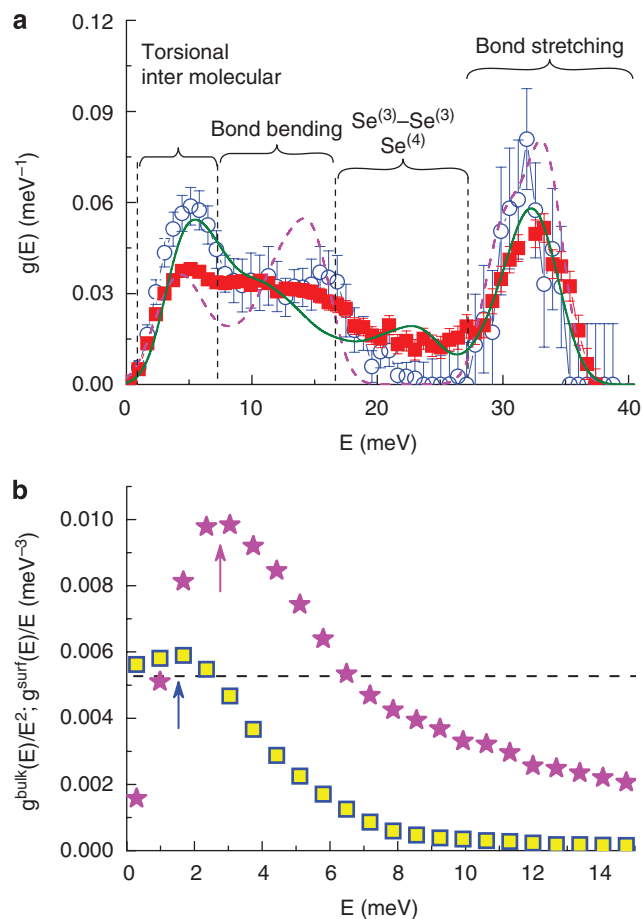 a
0.12
0.09
0.06
0.03
0.00
g(E) (meV⁻¹)
Torsional
inter molecular
Bond bending
Se⁽³⁾–Se⁽³⁾
Se⁽⁴⁾
Bond stretching
0
10
20
30
40
E (meV)
b
0.010
0.008
0.006
0.004
0.002
0.000
g^bulk(E)/E²; g^surf(E)/E (meV⁻³)
0
2
4
6
8
10
12
14
E (meV)